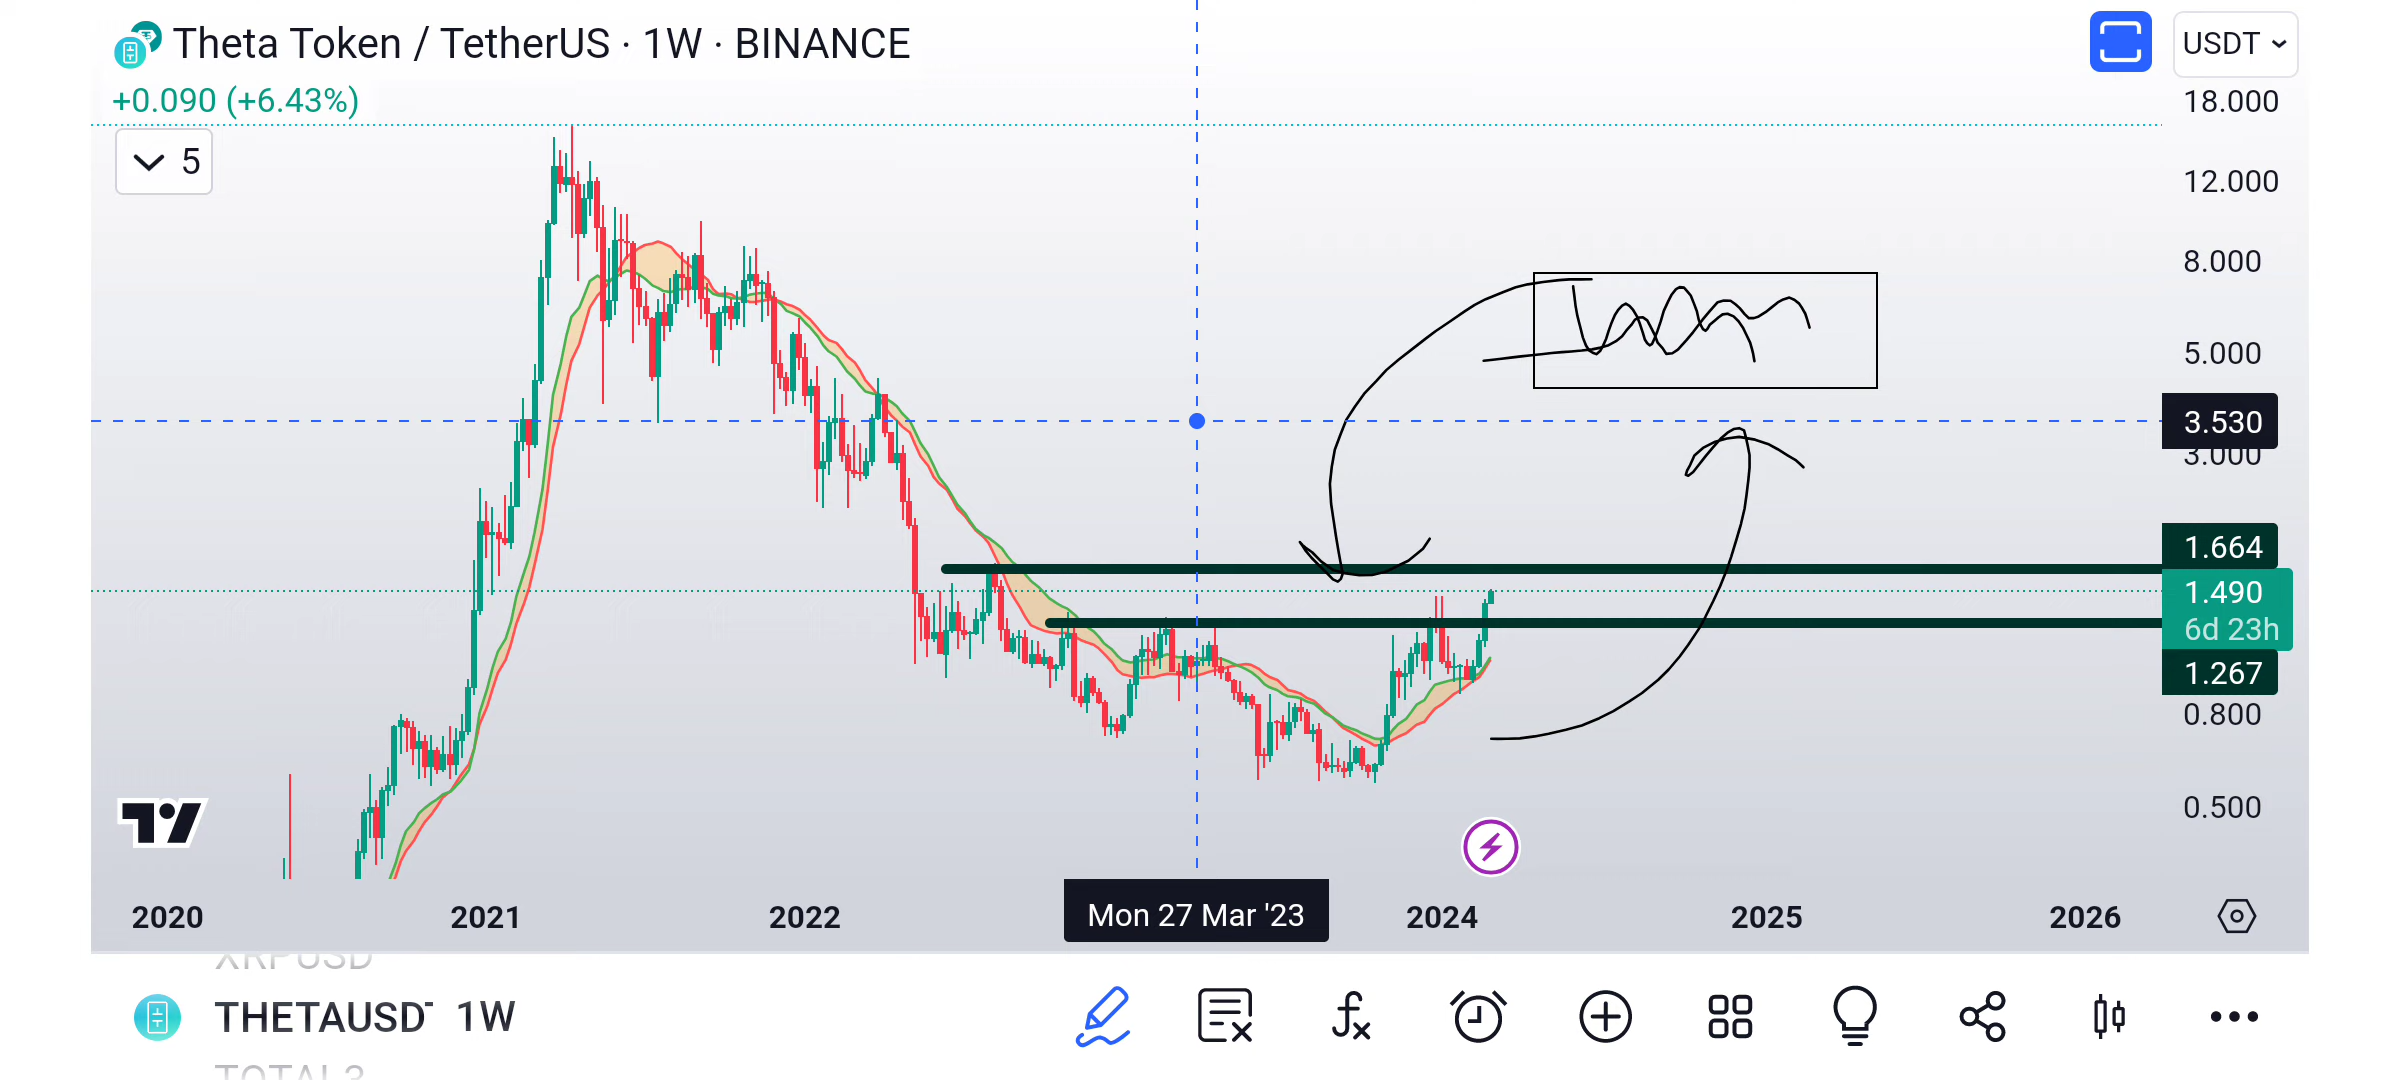 Theta Token / TetherUS · 1W · BINANCE
USDT
+0.090 (+6.43%)
5
18.000
12.000
8.000
5.000
3.530
3.000
1.664
1.490
6d 23h
1.267
0.800
0.500
2020
2021
2022
Mon 27 Mar '23
2024
2025
2026
XRPUSD
THETAUSD 1W
TOTAL3